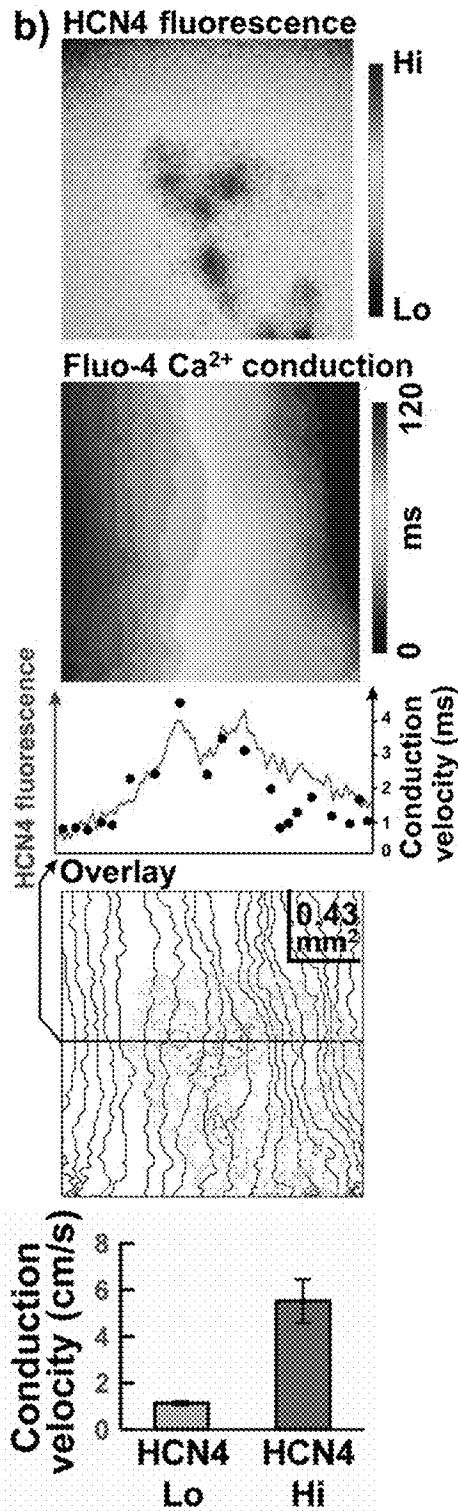 b) HCN4 fluorescence
Hi
Lo
Fluo-4 Ca²⁺ conduction
120
ms
0
HCN4 fluorescence
4
3
2
1
0
Conduction
velocity (ms)
Overlay
0.43
mm²
Conduction
velocity (cm/s)
8
6
4
2
0
HCN4 HCN4
Lo Hi